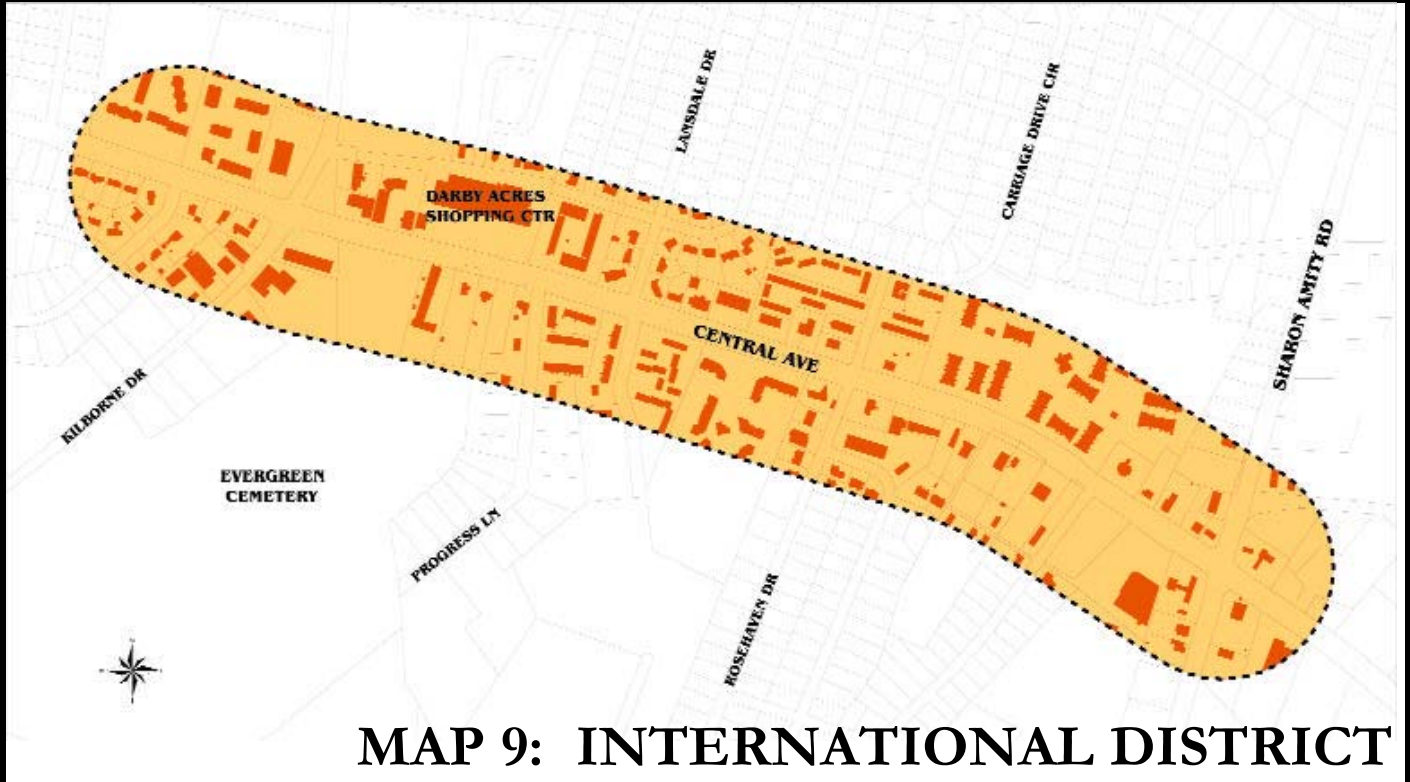 LANSDALE DR
CARRIAGE DRIVE CIR
DARBY ACRES
SHOPPING CTR
SHARON AMITY RD
CENTRAL AVE
KILBORNE DR
EVERGREEN
CEMETERY
PROGRESS LN
ROSEHAVEN DR
MAP 9: INTERNATIONAL DISTRICT